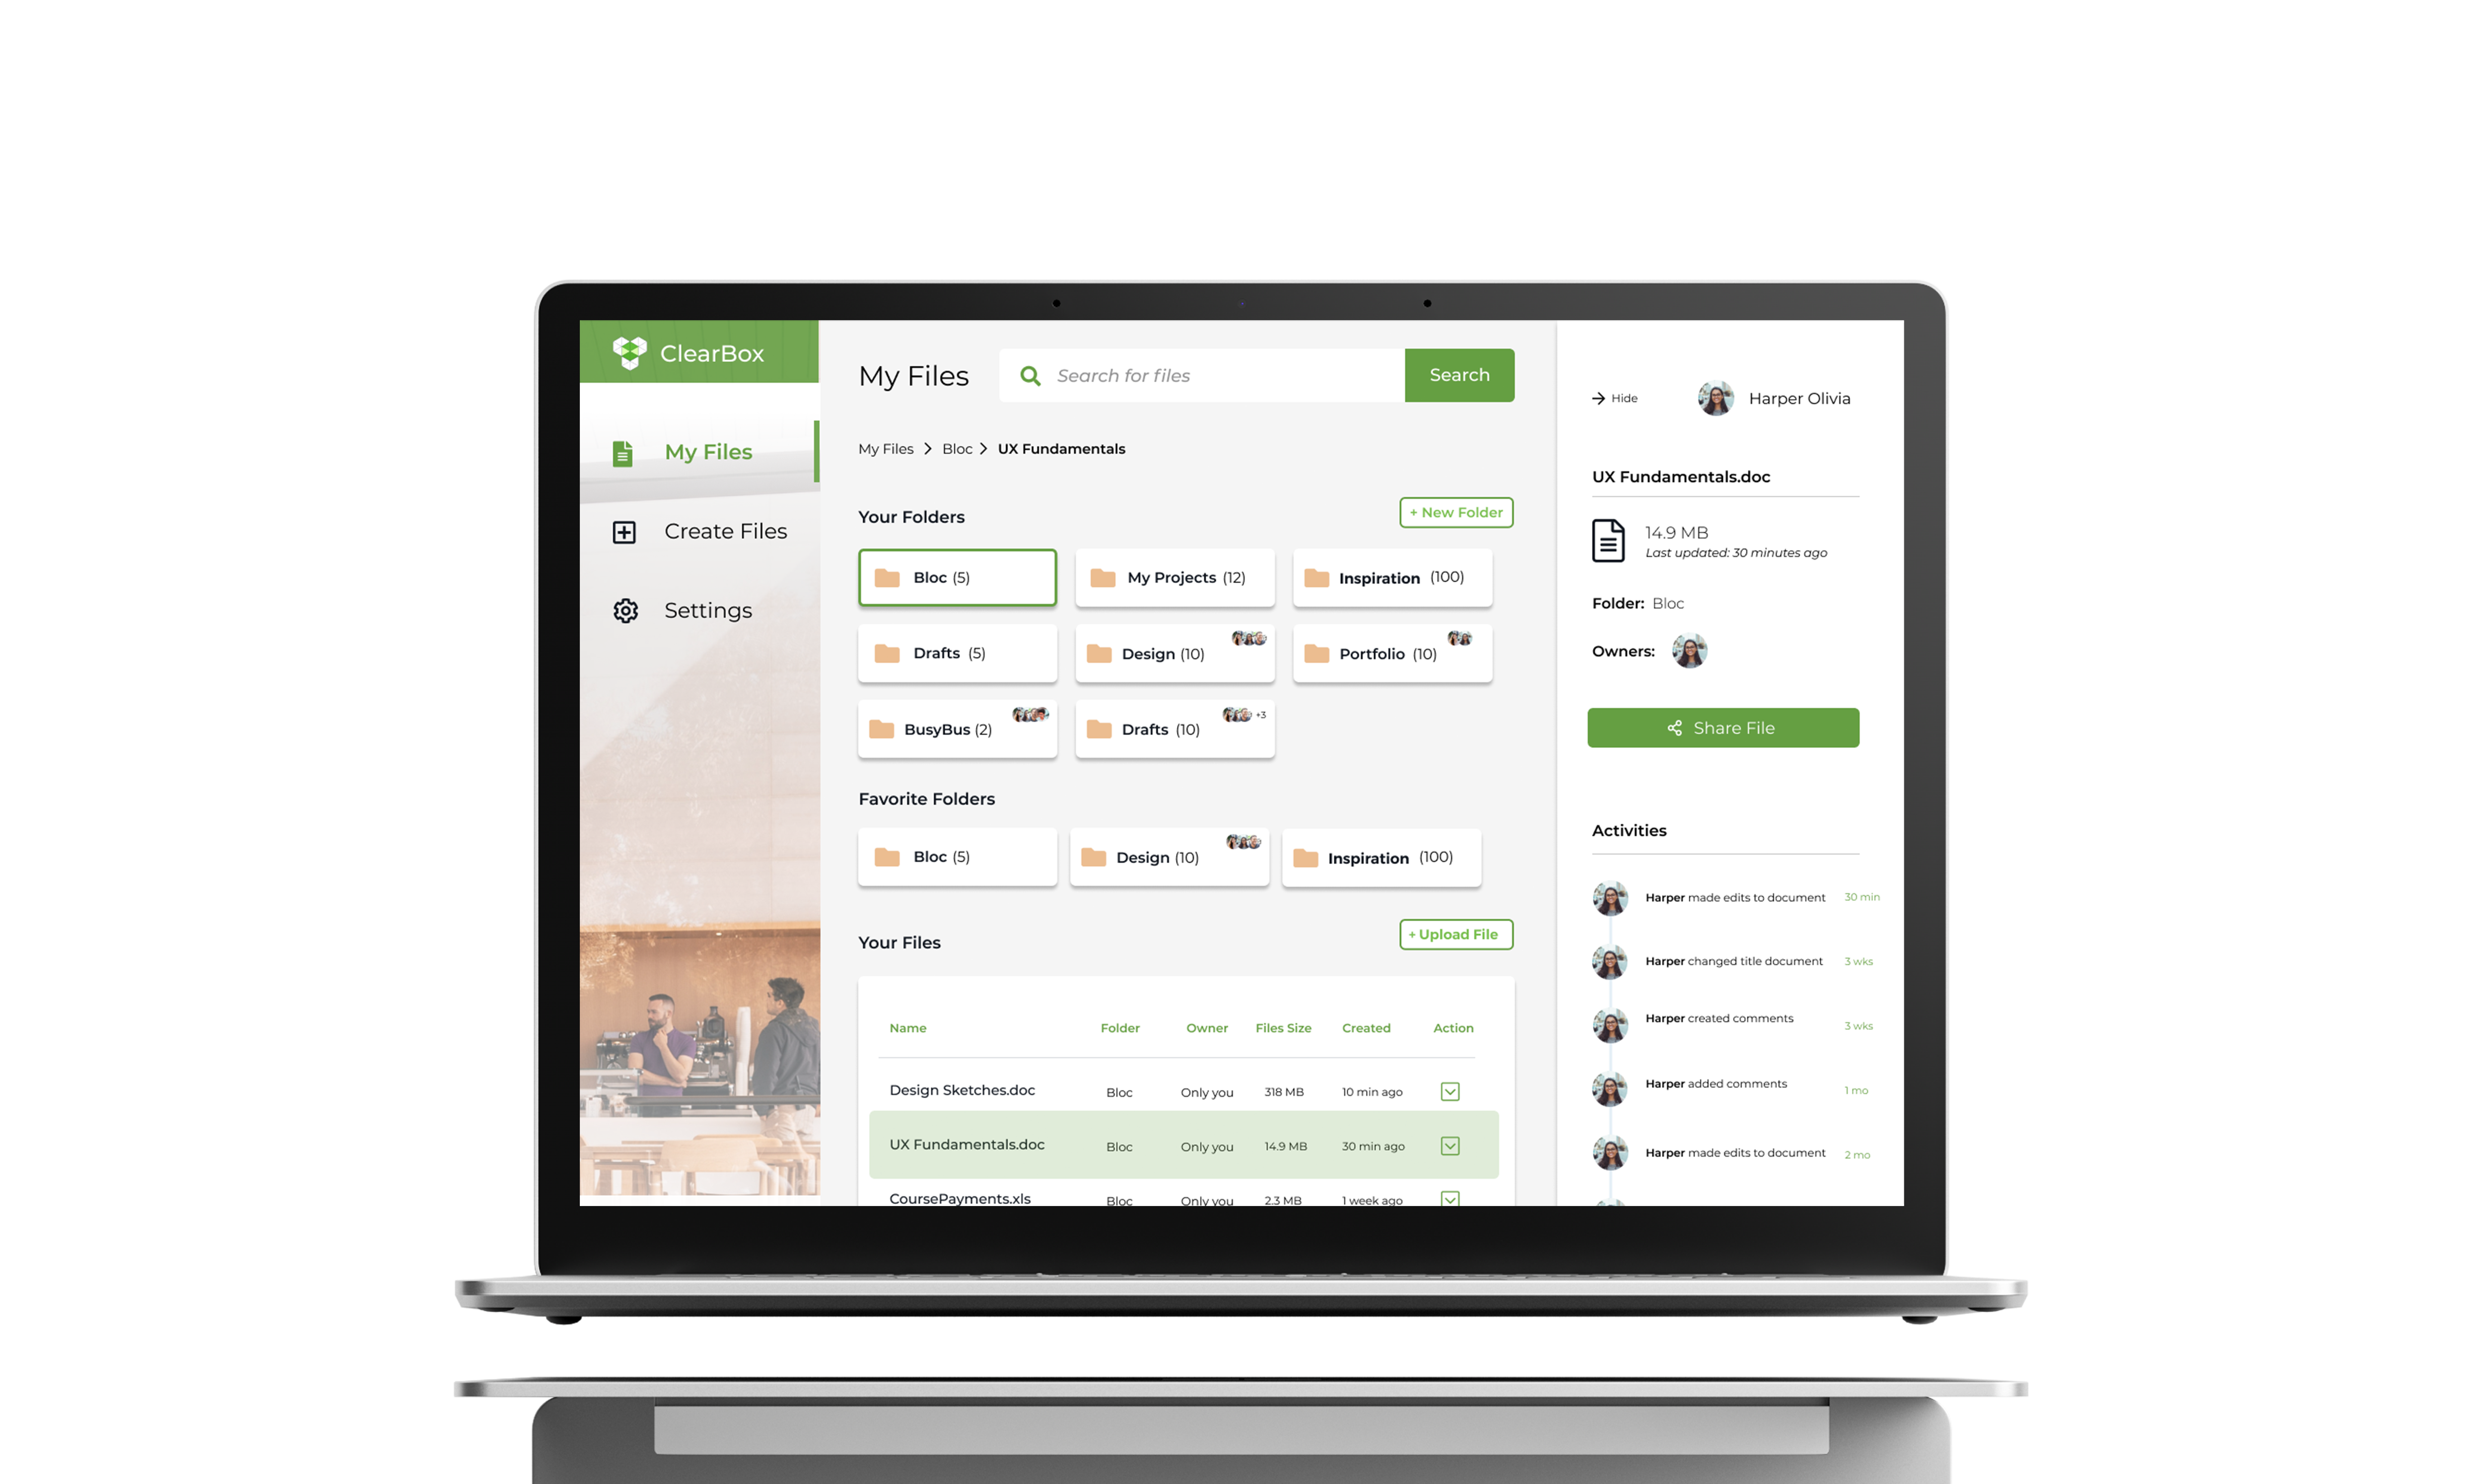 ClearBox
My Files
Create Files
Settings
My Files
Search for files
Search
My Files > Bloc > UX Fundamentals
Your Folders
+ New Folder
Bloc (5)
My Projects (12)
Inspiration (100)
Drafts (5)
Design (10)
Portfolio (10)
BusyBus (2)
Drafts (10)
+3
Favorite Folders
Bloc (5)
Design (10)
Inspiration (100)
Your Files
+ Upload File
Name Folder Owner Files Size Created Action
Design Sketches.doc Bloc Only you 318 MB 10 min ago
UX Fundamentals.doc Bloc Only you 14.9 MB 30 min ago
CoursePayments.xls Bloc Only you 2.3 MB 1 week ago
Hide
Harper Olivia
UX Fundamentals.doc
14.9 MB
Last updated: 30 minutes ago
Folder: Bloc
Owners:
Share File
Activities
Harper made edits to document 30 min
Harper changed title document 3 wks
Harper created comments 3 wks
Harper added comments 1 mo
Harper made edits to document 2 mo